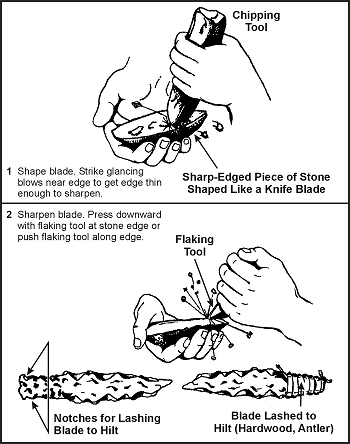 Chipping
Tool
1 Shape blade. Strike glancing
blows near edge to get edge thin
enough to sharpen.
Sharp-Edged Piece of Stone
Shaped Like a Knife Blade
2 Sharpen blade. Press downward
with flaking tool at stone edge or
push flaking tool along edge.
Flaking
Tool
Notches for Lashing
Blade to Hilt
Blade Lashed to
Hilt (Hardwood, Antler)